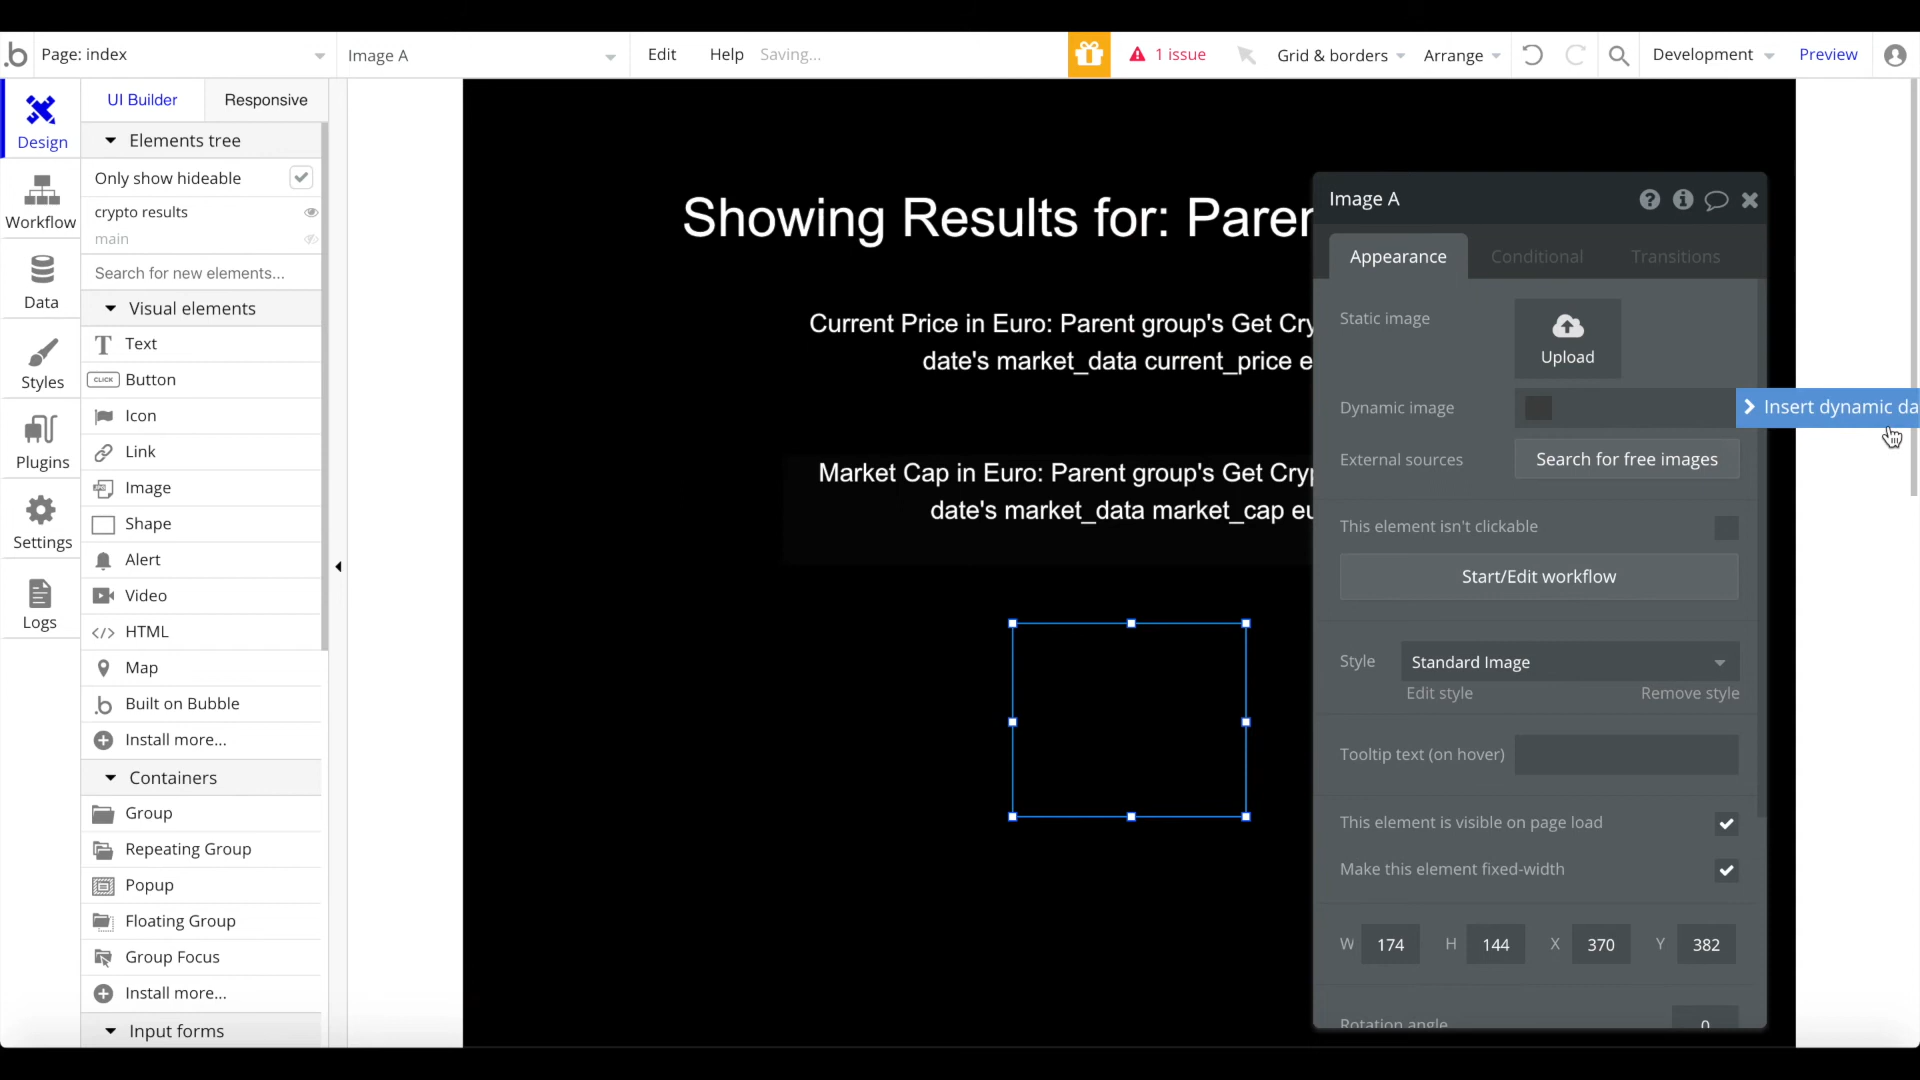 Page: index
Image A
Edit
Help
Saving...
1 issue
Grid & borders
Arrange
Development
Preview
Design
Workflow
Data
Styles
Plugins
Settings
Logs
UI Builder
Responsive
Elements tree
Only show hideable
crypto results
main
Search for new elements...
Visual elements
Text
CLICK Button
Icon
Link
Image
Shape
Alert
Video
HTML
Map
Built on Bubble
Install more...
Containers
Group
Repeating Group
Popup
Floating Group
Group Focus
Install more...
Input forms
Showing Results for: Paren
Current Price in Euro: Parent group's Get Cry
date's market_data current_price e
Market Cap in Euro: Parent group's Get Cryp
date's market_data market_cap eu
Image A
Appearance
Conditional
Transitions
Static image
Upload
Dynamic image
Insert dynamic da
External sources
Search for free images
This element isn't clickable
Start/Edit workflow
Style
Standard Image
Edit style
Remove style
Tooltip text (on hover)
This element is visible on page load
Make this element fixed-width
W 174 H 144 X 370 Y 382
Rotation angle 0